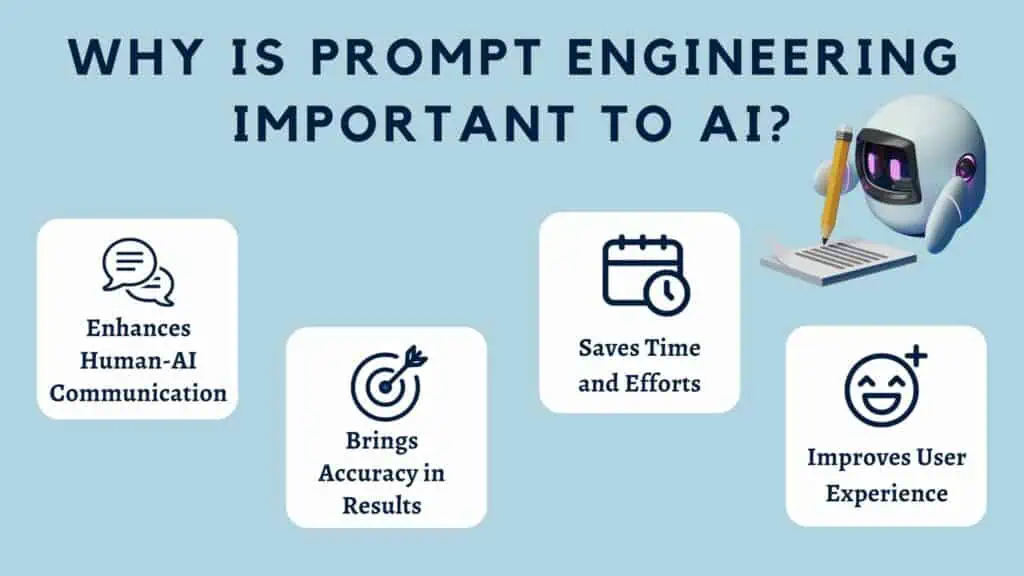 WHY IS PROMPT ENGINEERING
IMPORTANT TO AI?
Enhances
Human-AI
Communication
Brings
Accuracy in
Results
Saves Time
and Efforts
Improves User
Experience